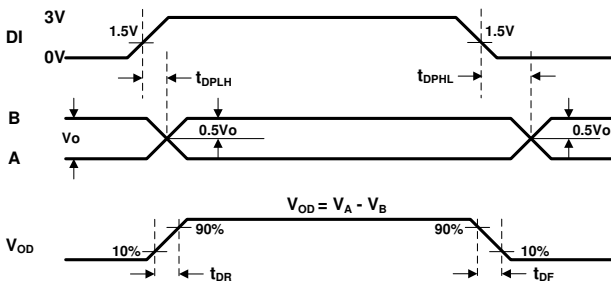 3V
DI 1.5V 1.5V
0V
tDPLH tDPHL
B
Vo 0.5Vo 0.5Vo
A
VOD = VA - VB
90% 90%
VOD 10% 10%
tDR tDF